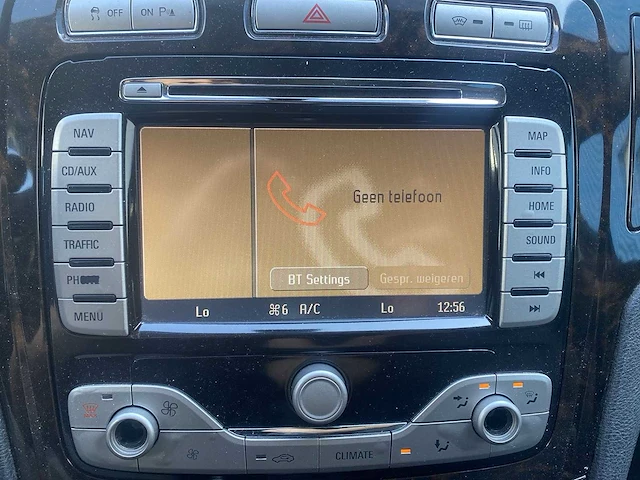 OFF
ON P
NAV
CD/AUX
RADIO
TRAFFIC
MENÜ
MAP
INFO
HOME
SOUND
Geen telefoon
BT Settings
Gespr. weigeren
Lo
6
A/C
Lo
12:56
CLIMATE